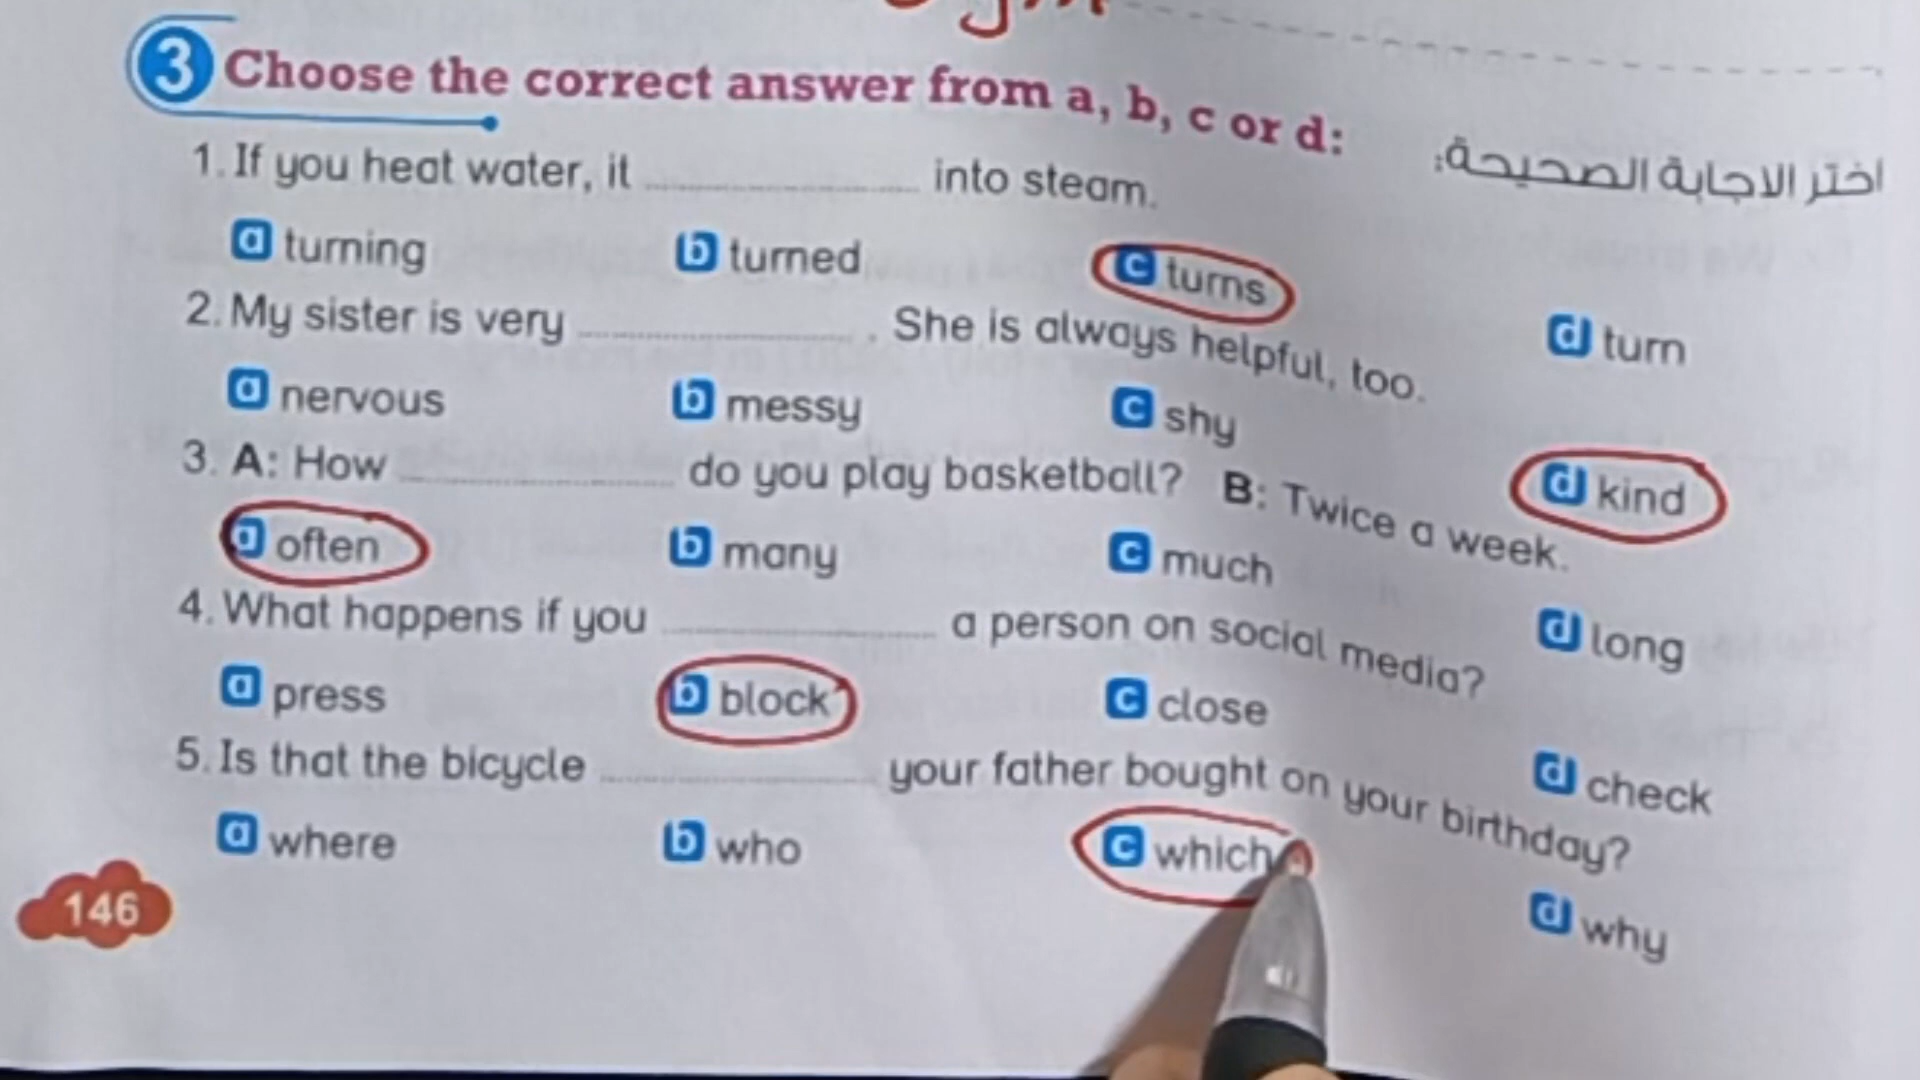 3 Choose the correct answer from a, b, c or d:
اختر الاجابة الصحيحة:
1. If you heat water, it ............ into steam.
a turning b turned c turns d turn
2. My sister is very ............ . She is always helpful, too.
a nervous b messy c shy d kind
3. A: How ............ do you play basketball? B: Twice a week.
a often b many c much d long
4. What happens if you ............ a person on social media?
a press b block c close d check
5. Is that the bicycle ............ your father bought on your birthday?
a where b who c which d why
146